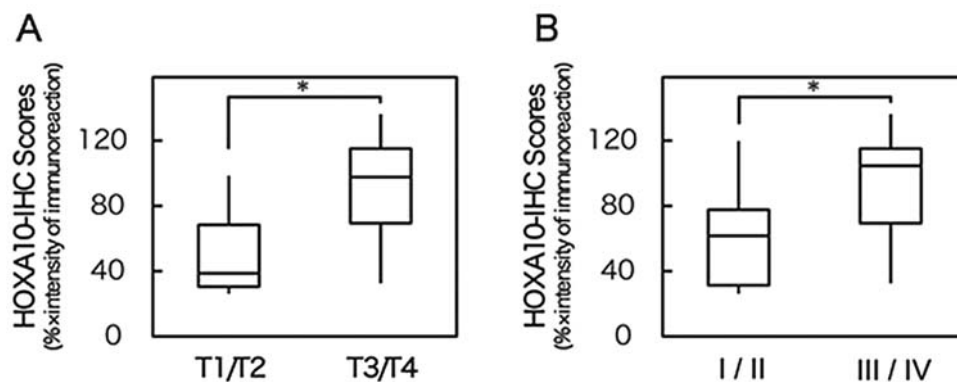 A
HOXA10-IHC Scores
(%×intensity of immunoreaction)
120
80
40
0
*
T1/T2
T3/T4
B
HOXA10-IHC Scores
(%×intensity of immunoreaction)
120
80
40
0
*
I / II
III / IV